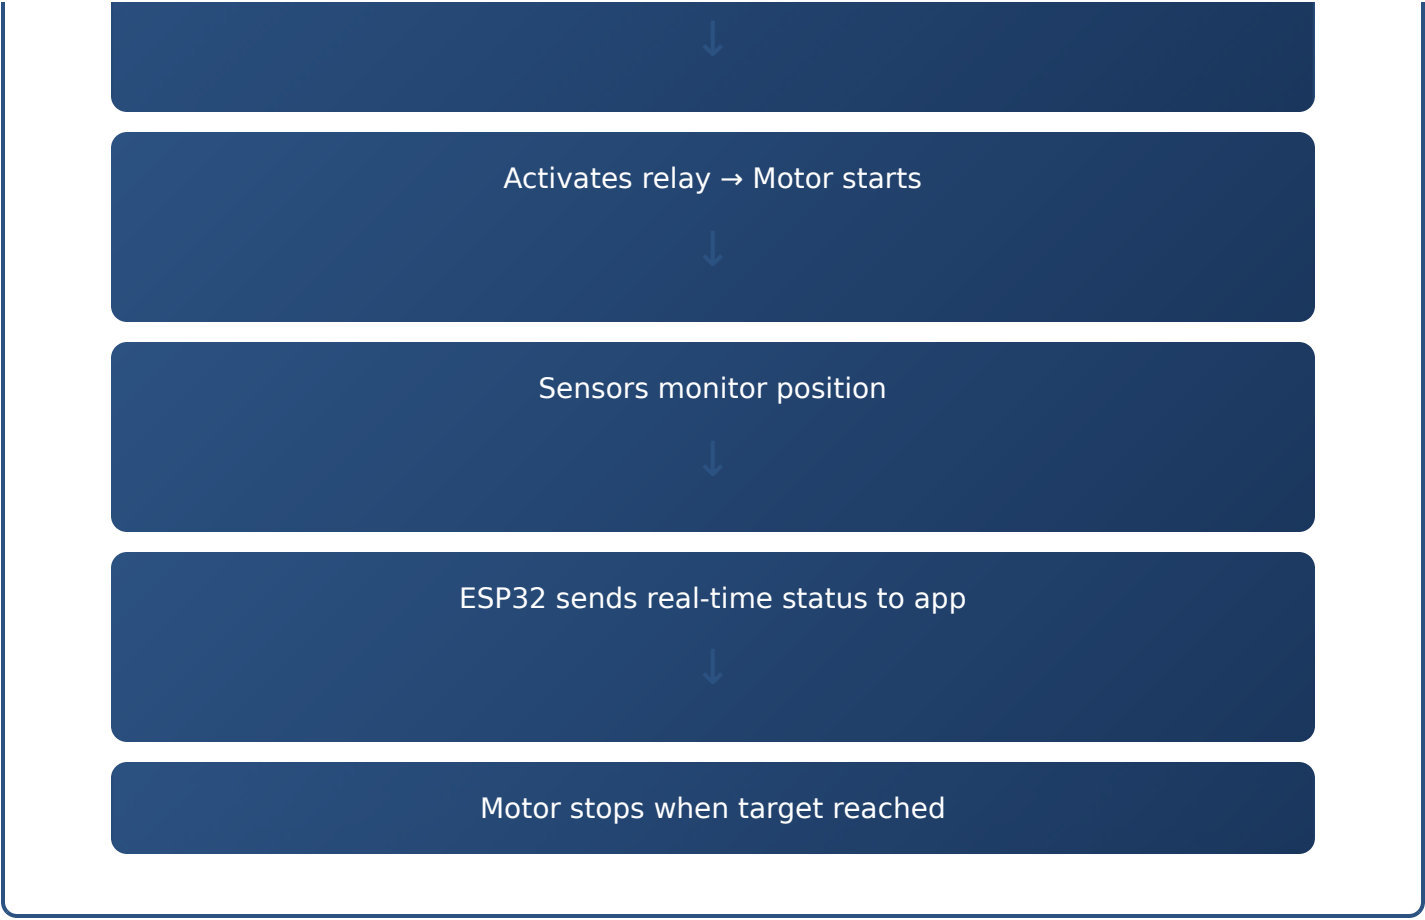 ↓
Activates relay → Motor starts
↓
Sensors monitor position
↓
ESP32 sends real-time status to app
↓
Motor stops when target reached